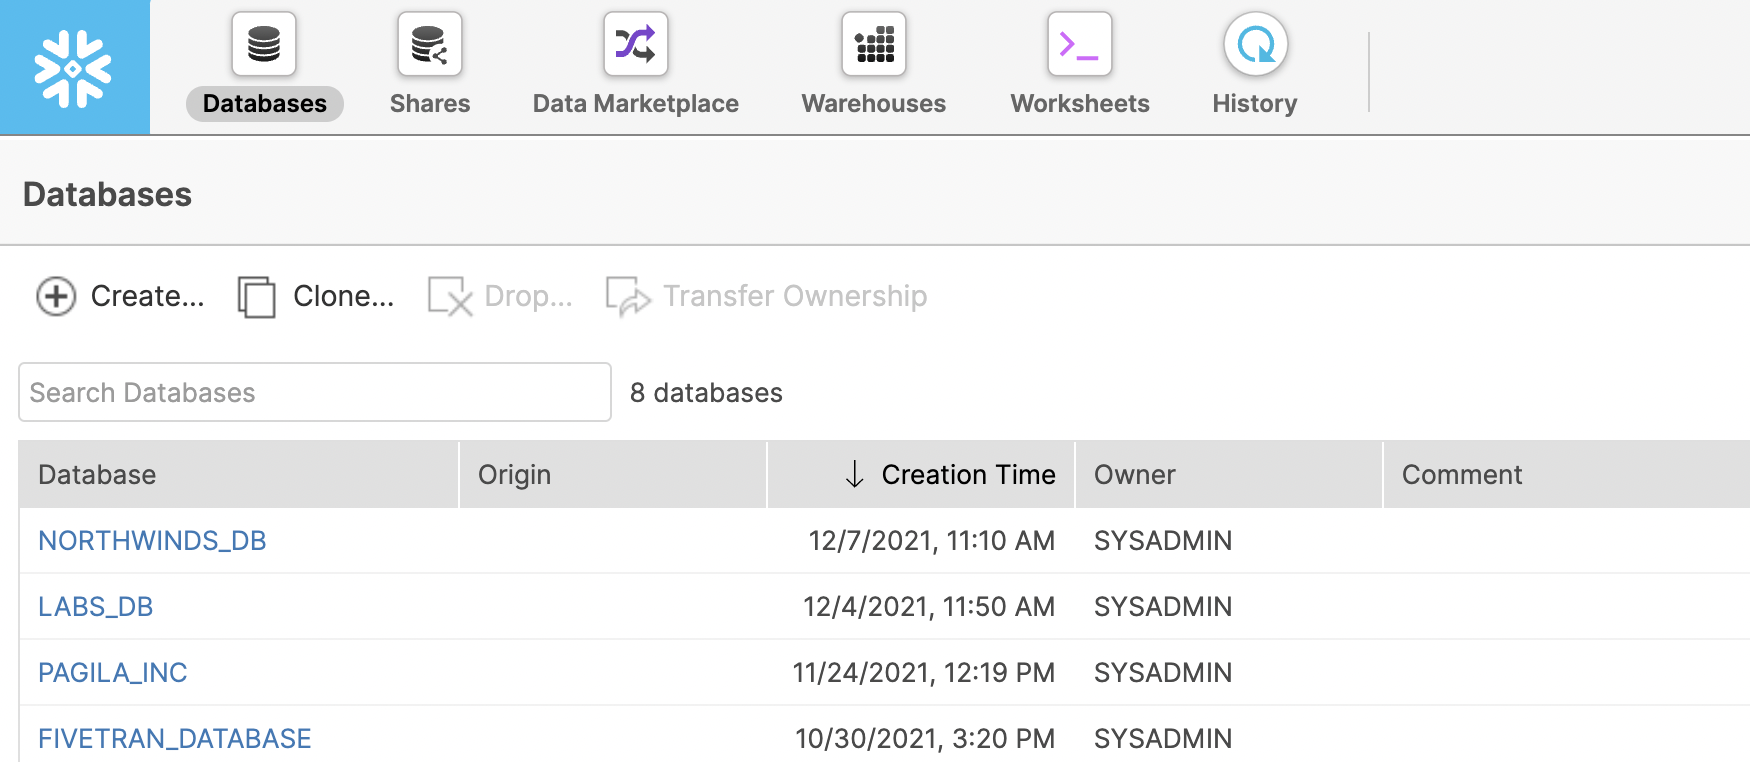 Databases Shares Data Marketplace Warehouses Worksheets History
Databases
Create... Clone... Drop... Transfer Ownership
Search Databases 8 databases
Database Origin ↓ Creation Time Owner Comment
NORTHWINDS_DB 12/7/2021, 11:10 AM SYSADMIN
LABS_DB 12/4/2021, 11:50 AM SYSADMIN
PAGILA_INC 11/24/2021, 12:19 PM SYSADMIN
FIVETRAN_DATABASE 10/30/2021, 3:20 PM SYSADMIN